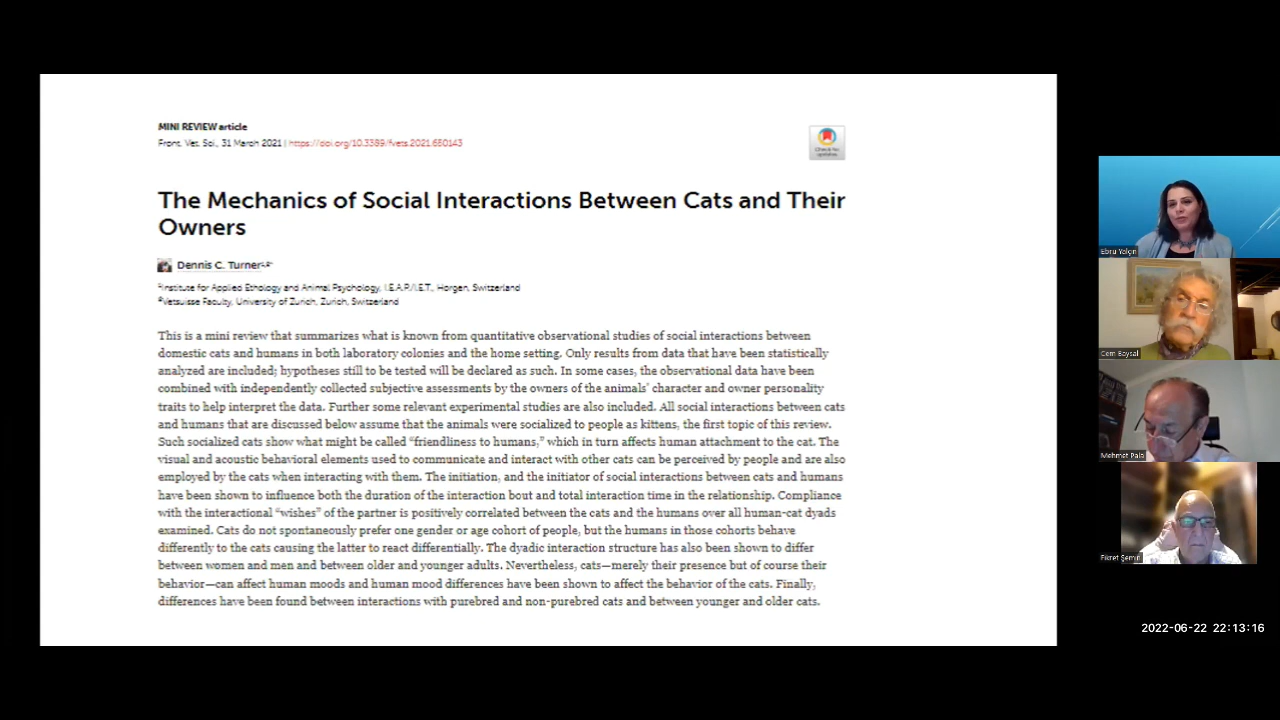 MINI REVIEW article
Front. Vet. Sci., 31 March 2021 | https://doi.org/10.3389/fvets.2021.650143
Check for
updates
The Mechanics of Social Interactions Between Cats and Their
Owners
Dennis C. Turner1,2*
1Institute for Applied Ethology and Animal Psychology, I.E.A.P./I.E.T., Horgen, Switzerland
2Vetsuisse Faculty, University of Zurich, Zurich, Switzerland
This is a mini review that summarizes what is known from quantitative observational studies of social interactions between
domestic cats and humans in both laboratory colonies and the home setting. Only results from data that have been statistically
analyzed are included; hypotheses still to be tested will be declared as such. In some cases, the observational data have been
combined with independently collected subjective assessments by the owners of the animals' character and owner personality
traits to help interpret the data. Further some relevant experimental studies are also included. All social interactions between cats
and humans that are discussed below assume that the animals were socialized to people as kittens, the first topic of this review.
Such socialized cats show what might be called “friendliness to humans,” which in turn affects human attachment to the cat. The
visual and acoustic behavioral elements used to communicate and interact with other cats can be perceived by people and are also
employed by the cats when interacting with them. The initiation, and the initiator of social interactions between cats and humans
have been shown to influence both the duration of the interaction bout and total interaction time in the relationship. Compliance
with the interactional “wishes” of the partner is positively correlated between the cats and the humans over all human-cat dyads
examined. Cats do not spontaneously prefer one gender or age cohort of people, but the humans in those cohorts behave
differently to the cats causing the latter to react differentially. The dyadic interaction structure has also been shown to differ
between women and men and between older and younger adults. Nevertheless, cats—merely their presence but of course their
behavior—can affect human moods and human mood differences have been shown to affect the behavior of the cats. Finally,
differences have been found between interactions with purebred and non-purebred cats and between younger and older cats.
Ebru Yalçın
Cem Baysal
Mehmet Pala
Fikret Şemin
2022-06-22 22:13:16